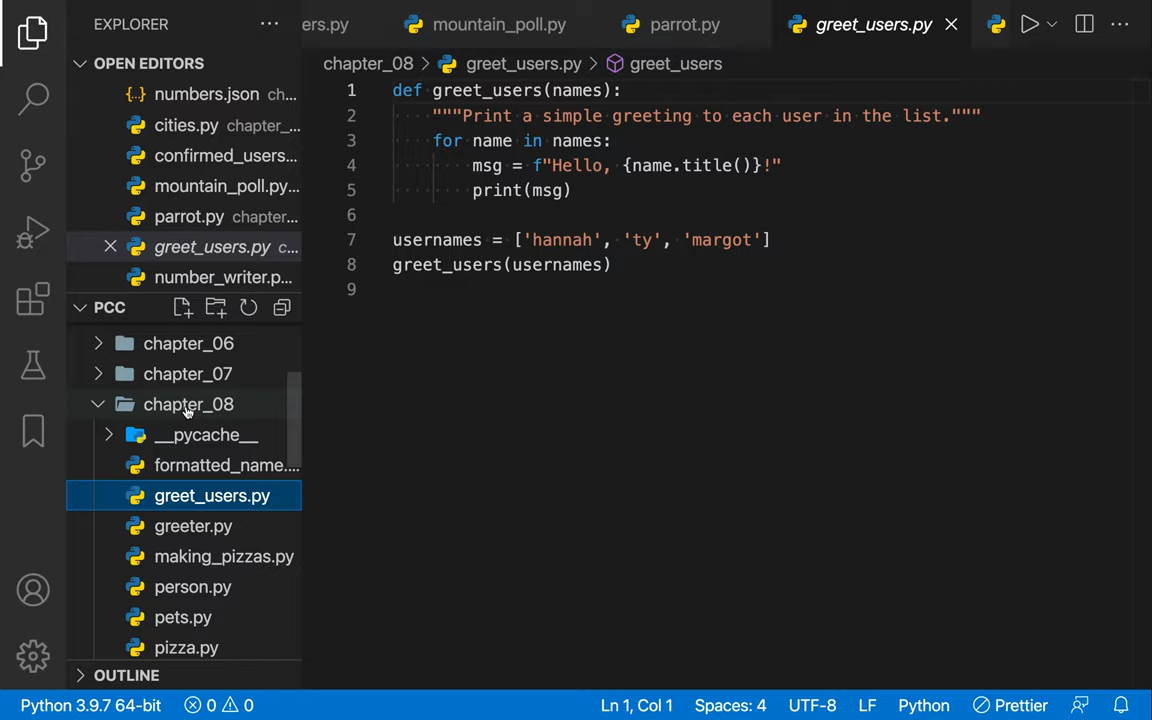 EXPLORER ···
ers.py mountain_poll.py parrot.py greet_users.py ···
OPEN EDITORS
{..} numbers.json ch...
cities.py chapter_...
confirmed_users...
mountain_poll.py...
parrot.py chapter...
greet_users.py c...
number_writer.p...
PCC
chapter_06
chapter_07
chapter_08
__pycache__
formatted_name....
greet_users.py
greeter.py
making_pizzas.py
person.py
pets.py
pizza.py
OUTLINE
chapter_08 > greet_users.py > greet_users
1 def greet_users(names):
2 """Print a simple greeting to each user in the list."""
3 for name in names:
4 msg = f"Hello, {name.title()}!"
5 print(msg)
6
7 usernames = ['hannah', 'ty', 'margot']
8 greet_users(usernames)
9
Python 3.9.7 64-bit 0 0 Ln 1, Col 1 Spaces: 4 UTF-8 LF Python Prettier